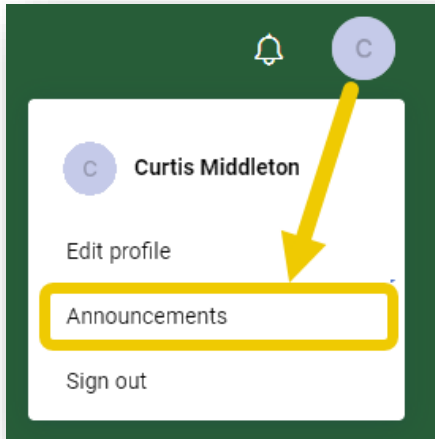 C
C Curtis Middleton
Edit profile
Announcements
Sign out